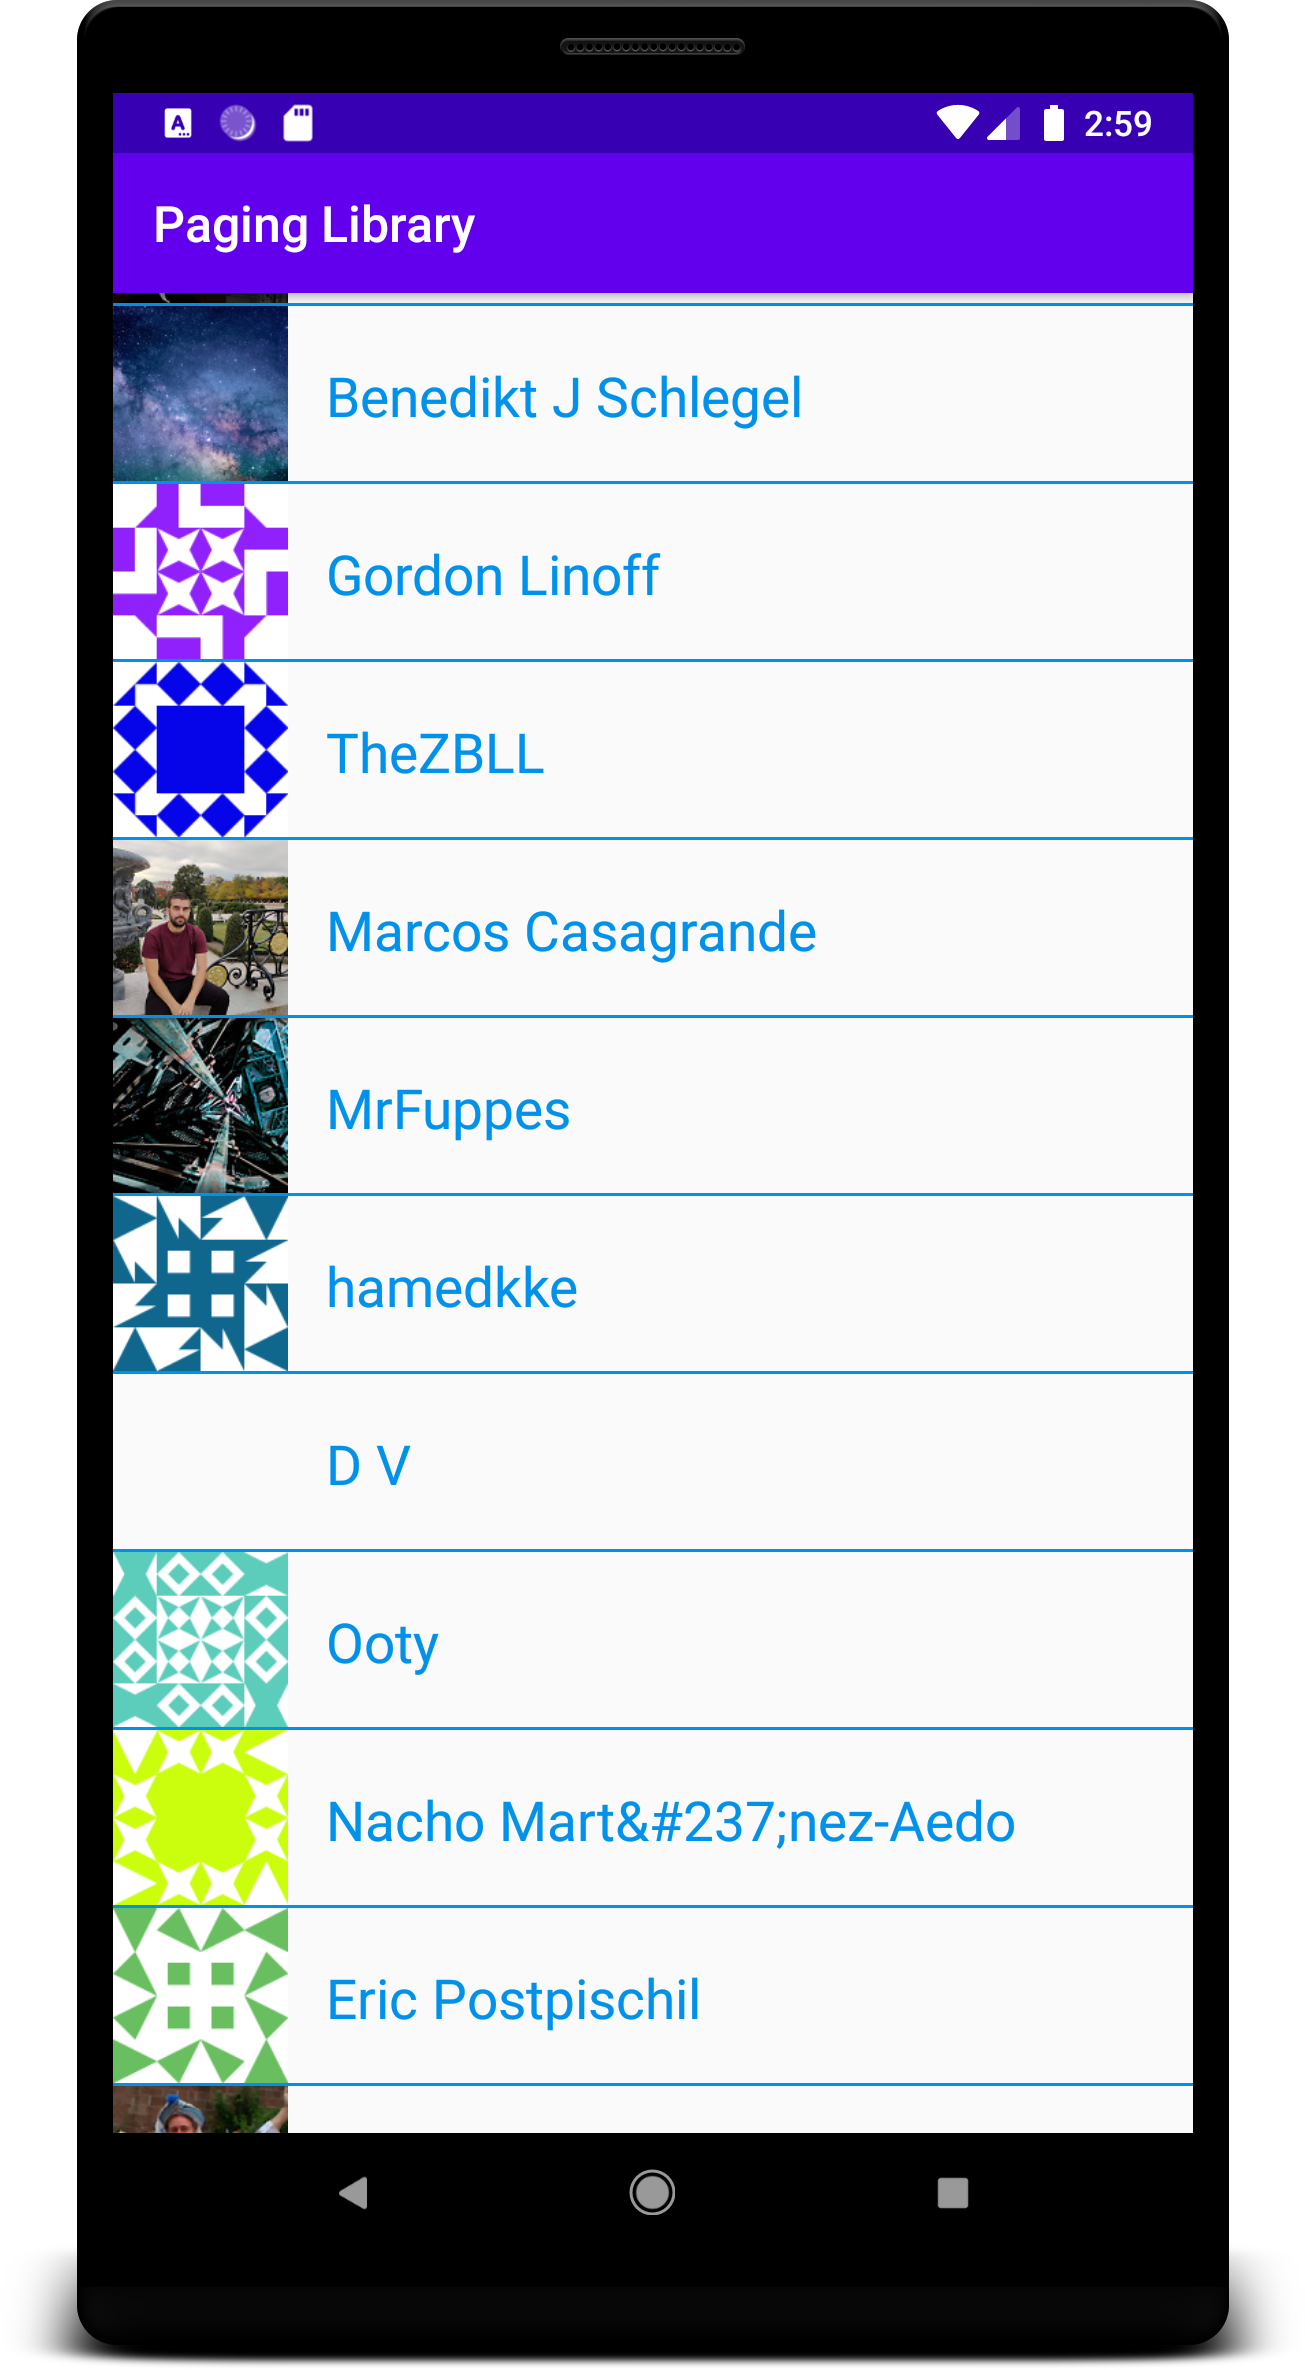 2:59
Paging Library
Benedikt J Schlegel
Gordon Linoff
TheZBLL
Marcos Casagrande
MrFuppes
hamedkke
D V
Ooty
Nacho Mart&#237;nez-Aedo
Eric Postpischil